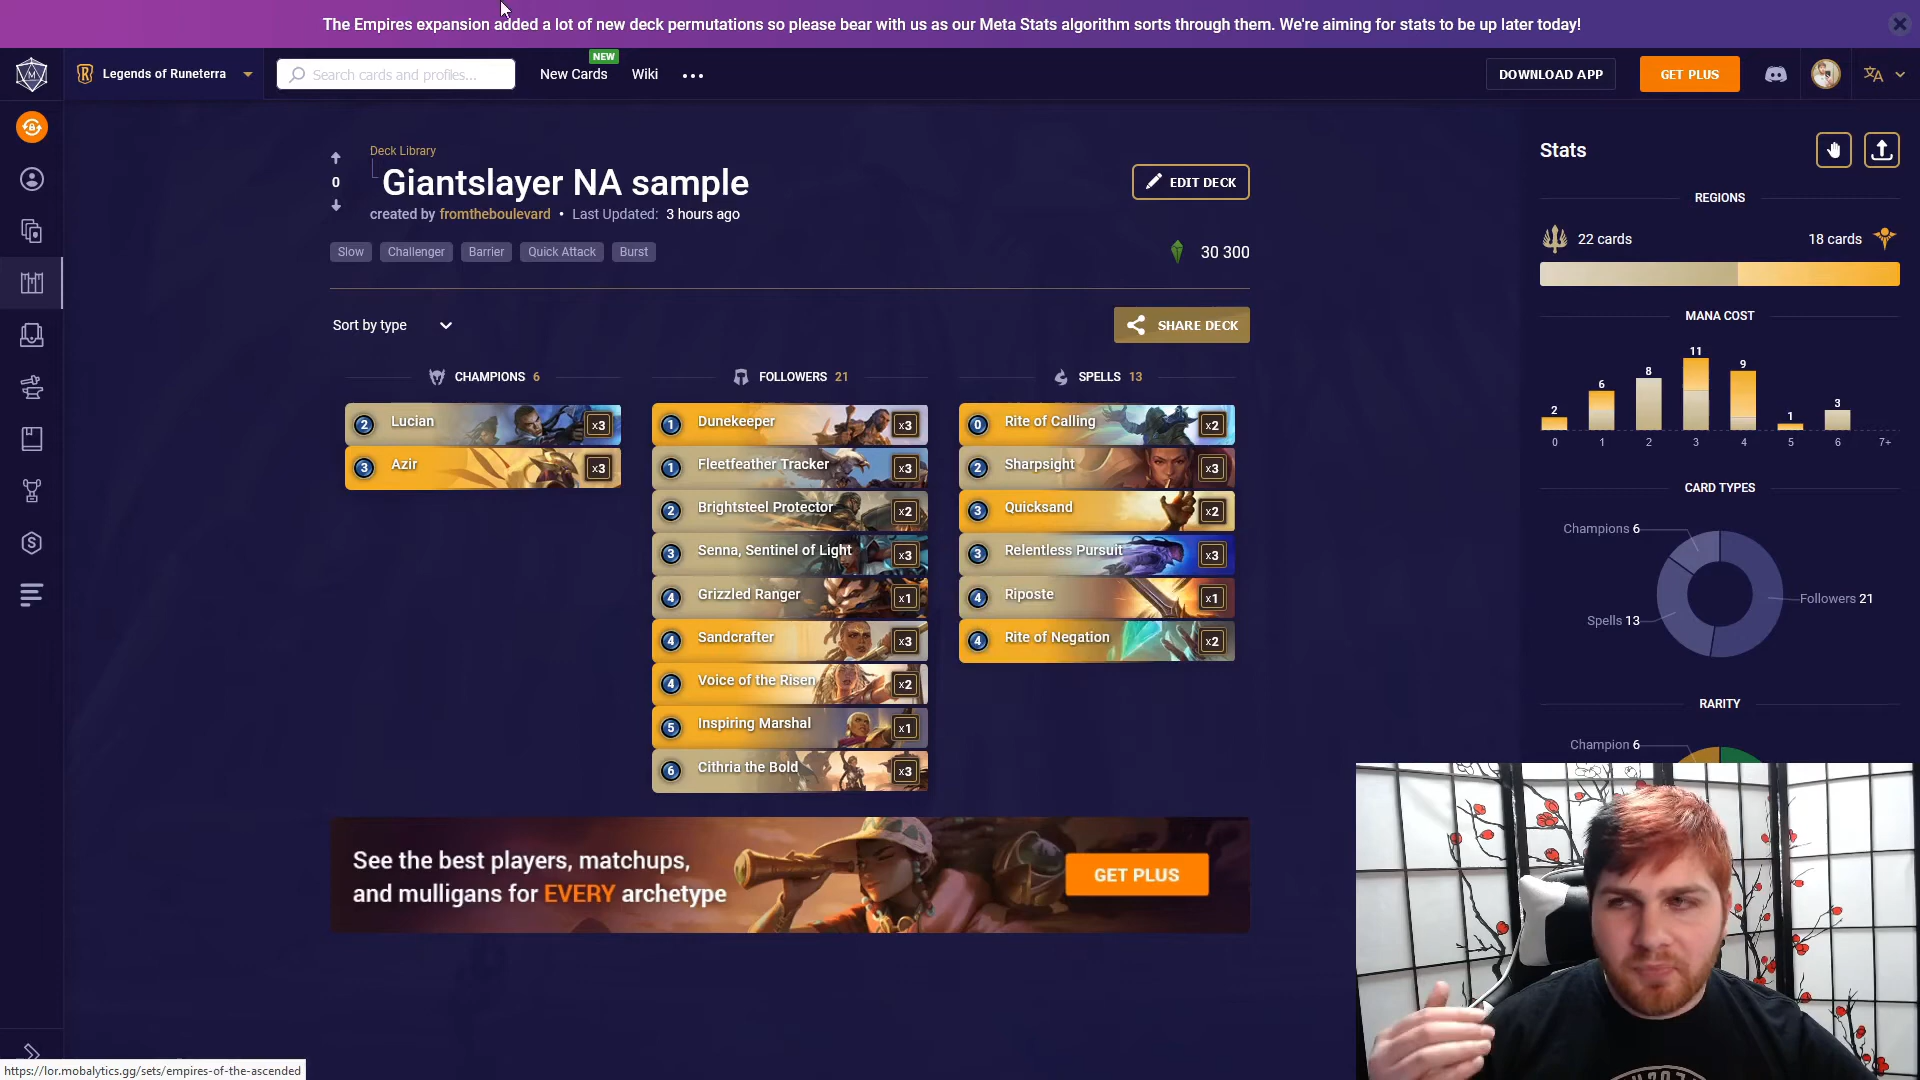 The Empires expansion added a lot of new deck permutations so please bear with us as our Meta Stats algorithm sorts through them. We're aiming for stats to be up later today!
Legends of Runeterra
Search cards and profiles...
NEW
New Cards
Wiki
DOWNLOAD APP
GET PLUS
Deck Library
0
Giantslayer NA sample
created by fromtheboulevard • Last Updated: 3 hours ago
EDIT DECK
Slow
Challenger
Barrier
Quick Attack
Burst
30 300
Sort by type
SHARE DECK
CHAMPIONS 6
2 Lucian x3
3 Azir x3
FOLLOWERS 21
1 Dunekeeper x3
1 Fleetfeather Tracker x3
2 Brightsteel Protector x2
3 Senna, Sentinel of Light x3
4 Grizzled Ranger x1
4 Sandcrafter x3
4 Voice of the Risen x2
5 Inspiring Marshal x1
6 Cithria the Bold x3
SPELLS 13
0 Rite of Calling x2
2 Sharpsight x3
3 Quicksand x2
3 Relentless Pursuit x3
4 Riposte x1
4 Rite of Negation x2
See the best players, matchups,
and mulligans for EVERY archetype
GET PLUS
Stats
REGIONS
22 cards
18 cards
MANA COST
2 6 8 11 9 1 3
0 1 2 3 4 5 6 7+
CARD TYPES
Champions 6
Followers 21
Spells 13
RARITY
Champion 6
https://lor.mobalytics.gg/sets/empires-of-the-ascended